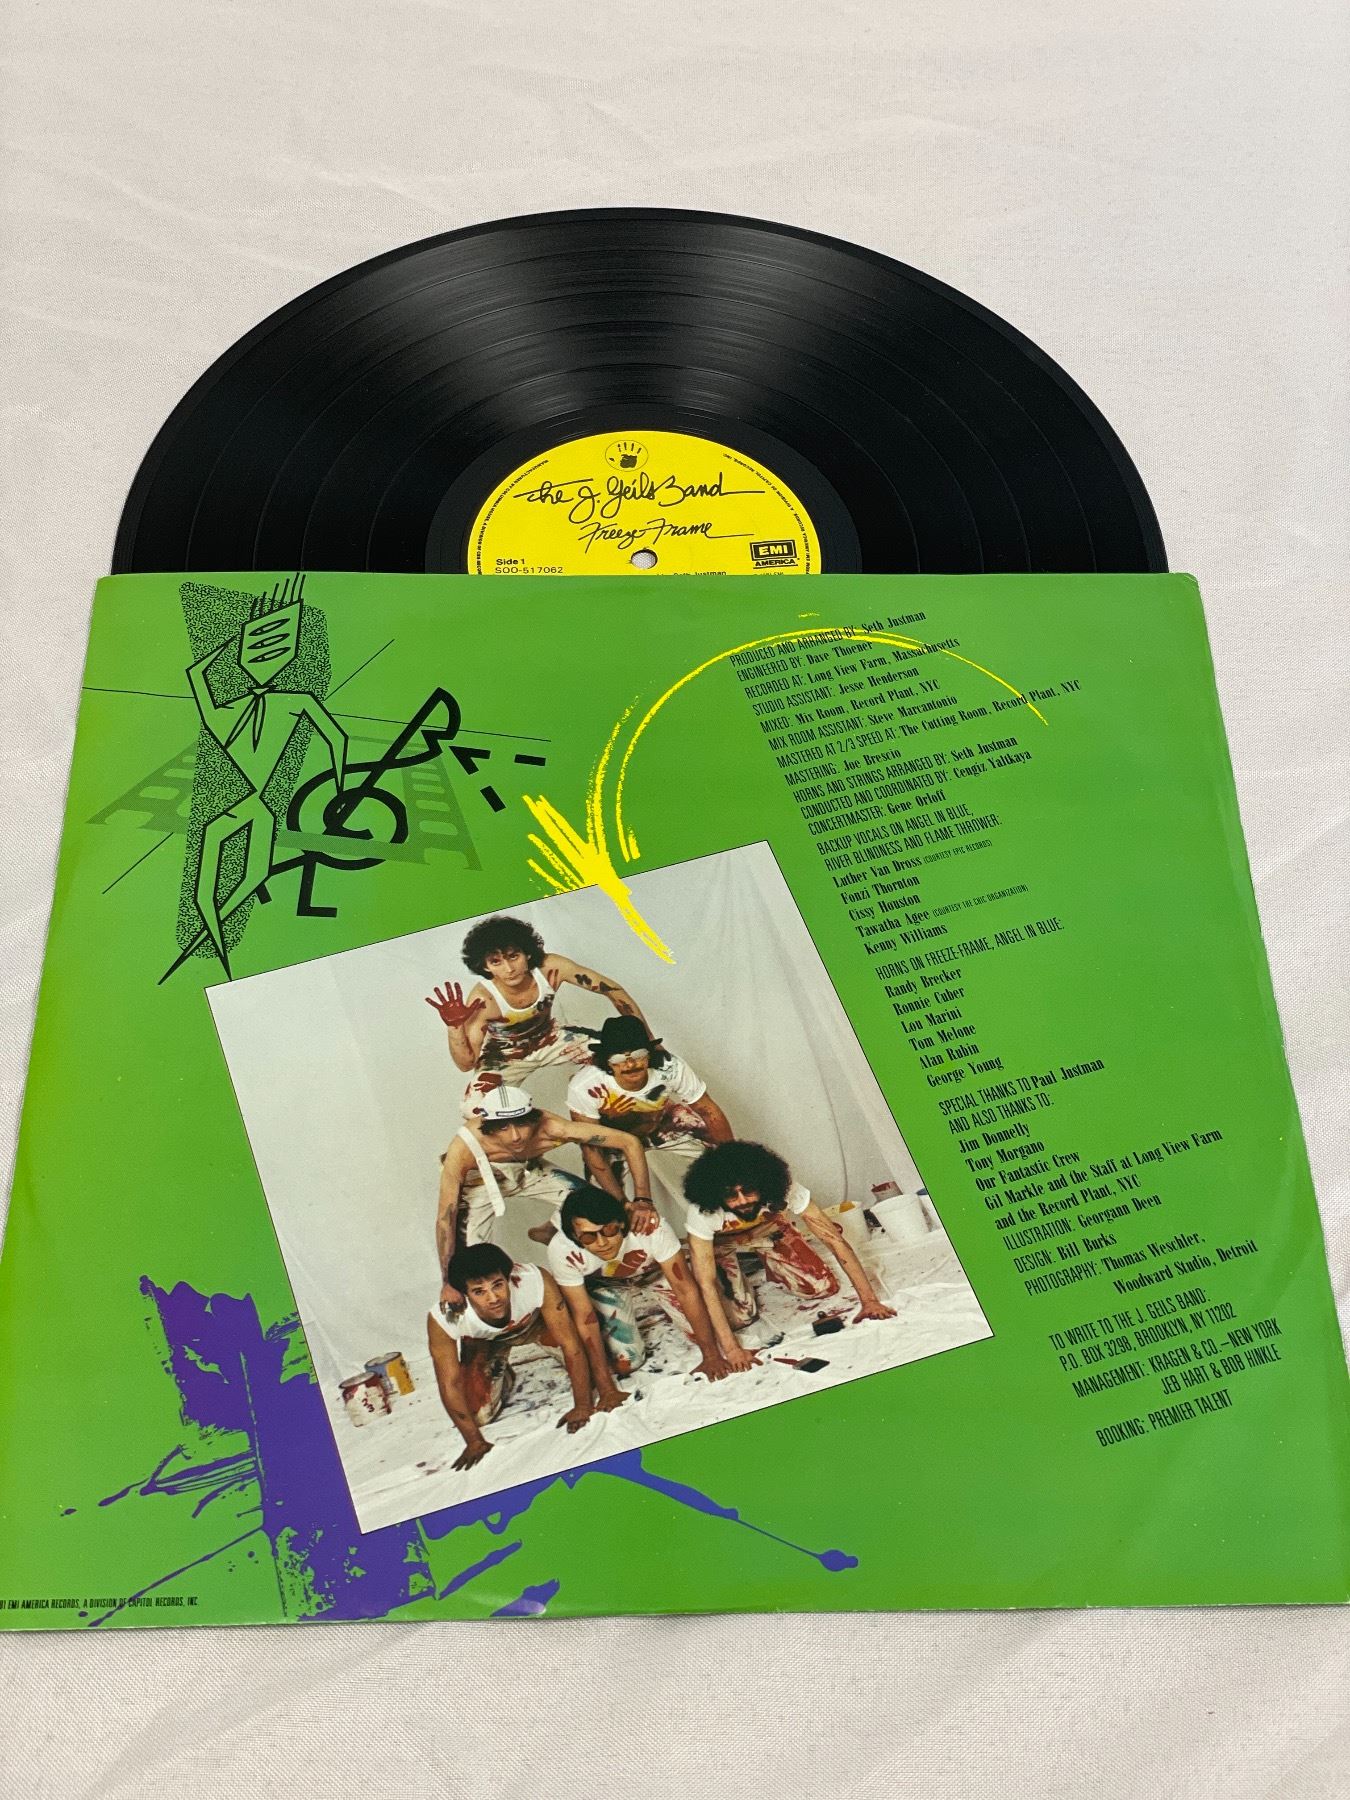 The J. Geils Band
Freeze-Frame
Side 1
SOO-517062
EMI
AMERICA
PRODUCED AND ARRANGED BY: Seth Justman
ENGINEERED BY: Dave Thoener
RECORDED AT: Long View Farm, Massachusetts
STUDIO ASSISTANT: Jesse Henderson
MIXED: Mix Room, Record Plant, NYC
MIX ROOM ASSISTANT: Steve Marcantonio
MASTERED AT 2/3 SPEED AT: The Cutting Room, Record Plant, NYC
MASTERING: Joe Brescio
HORNS AND STRINGS ARRANGED BY: Seth Justman
CONDUCTED AND COORDINATED BY: Cengiz Yaltkaya
CONCERTMASTER: Gene Orloff
BACKUP VOCALS ON ANGEL IN BLUE,
RIVER BLINDNESS AND FLAME THROWER:
Luther Van Dross (COURTESY EPIC RECORDS)
Fonzi Thornton
Cissy Houston
Tawatha Agee (COURTESY THE CHIC ORGANIZATION)
Kenny Williams
HORNS ON FREEZE-FRAME, ANGEL IN BLUE:
Randy Brecker
Ronnie Cuber
Lou Marini
Tom Melone
Alan Rubin
George Young
SPECIAL THANKS TO Paul Justman
AND ALSO THANKS TO:
Jim Donnelly
Tony Morgano
Our Fantastic Crew
Gil Markle and the Staff at Long View Farm
and the Record Plant, NYC
ILLUSTRATION: Georgann Deen
DESIGN: Bill Burks
PHOTOGRAPHY: Thomas Weschler,
Woodward Studio, Detroit
TO WRITE TO THE J. GEILS BAND:
P.O. BOX 3298, BROOKLYN, NY 11202
MANAGEMENT: KRAGEN & CO.—NEW YORK
JEB HART & BOB HINKLE
BOOKING: PREMIER TALENT
81 EMI AMERICA RECORDS, A DIVISION OF CAPITOL RECORDS, INC.